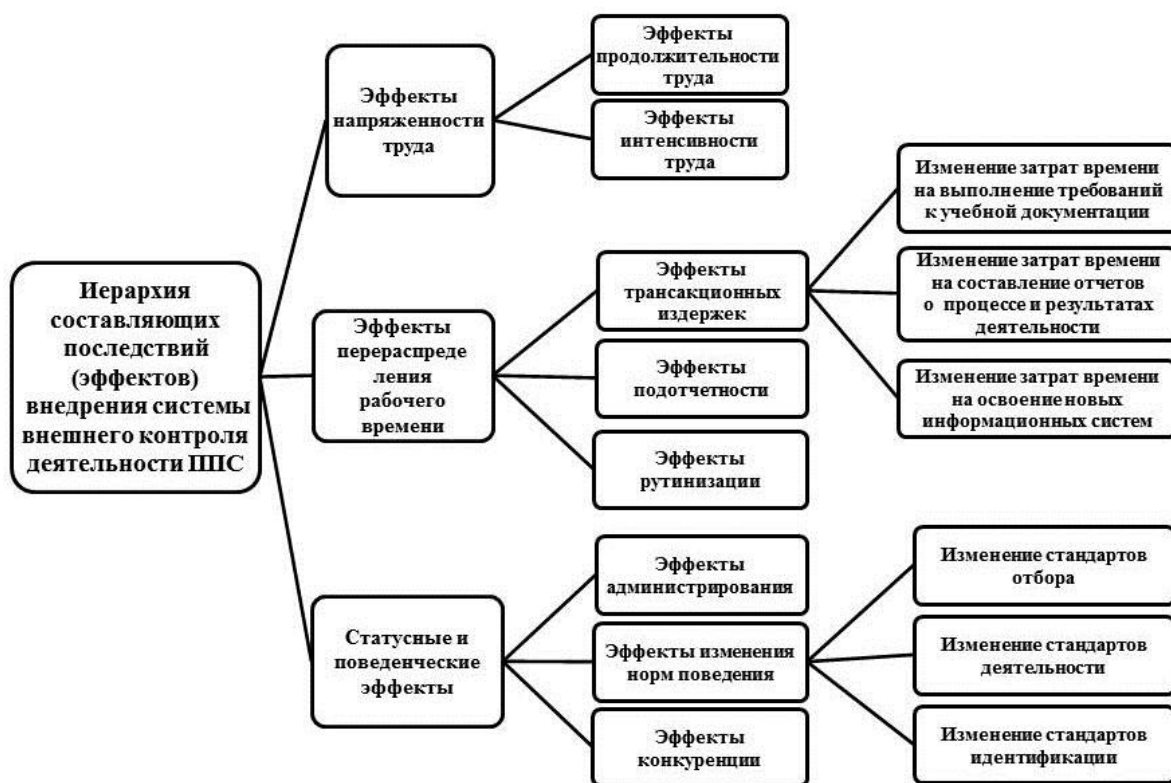 Иерархия
составляющих
последствий
(эффектов)
внедрения системы
внешнего контроля
деятельности ППС
Эффекты
напряженности
труда
Эффекты
продолжительности
труда
Эффекты
интенсивности
труда
Эффекты
перераспреде
ления
рабочего
времени
Эффекты
трансакционных
издержек
Изменение затрат времени
на выполнение требований
к учебной документации
Изменение затрат времени
на составление отчетов
о процессе и результатах
деятельности
Изменение затрат времени
на освоение новых
информационных систем
Эффекты
подотчетности
Эффекты
рутинизации
Статусные и
поведенческие
эффекты
Эффекты
администрирования
Эффекты изменения
норм поведения
Изменение стандартов
отбора
Изменение стандартов
деятельности
Изменение стандартов
идентификации
Эффекты
конкуренции